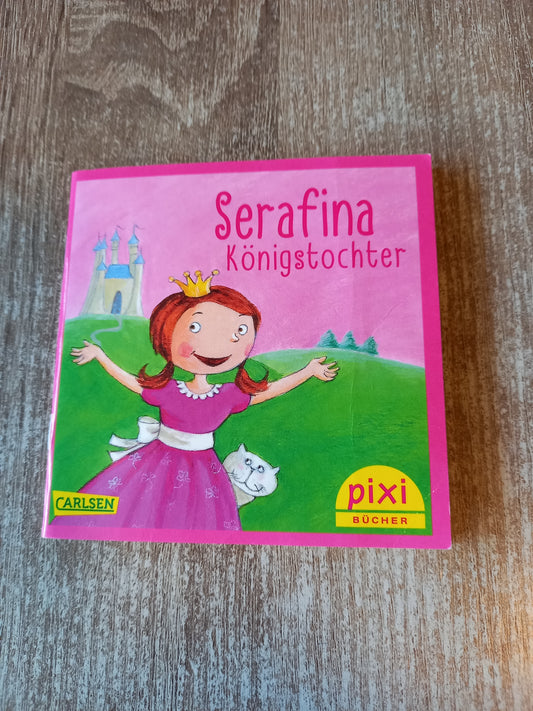 Serafina
Königstochter
CARLSEN
pixi
BÜCHER